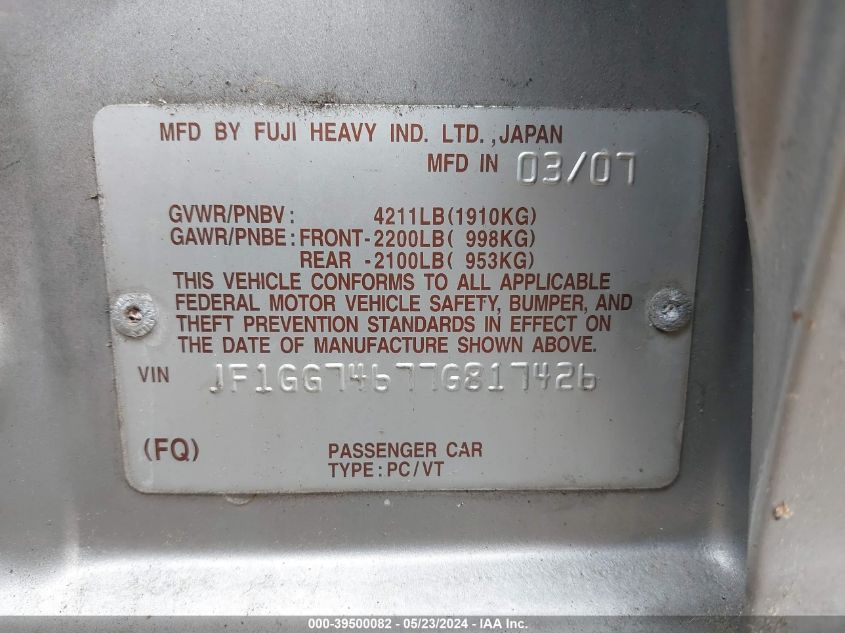 MFD BY FUJI HEAVY IND. LTD.,JAPAN
MFD IN 03/07
GVWR/PNBV: 4211LB(1910KG)
GAWR/PNBE:FRONT-2200LB( 998KG)
REAR -2100LB( 953KG)
THIS VEHICLE CONFORMS TO ALL APPLICABLE
FEDERAL MOTOR VEHICLE SAFETY, BUMPER, AND
THEFT PREVENTION STANDARDS IN EFFECT ON
THE DATE OF MANUFACTURE SHOWN ABOVE.
VIN JF1GG74677G817426
(FQ) PASSENGER CAR
TYPE:PC/VT
000-39500082 - 05/23/2024 - IAA Inc.